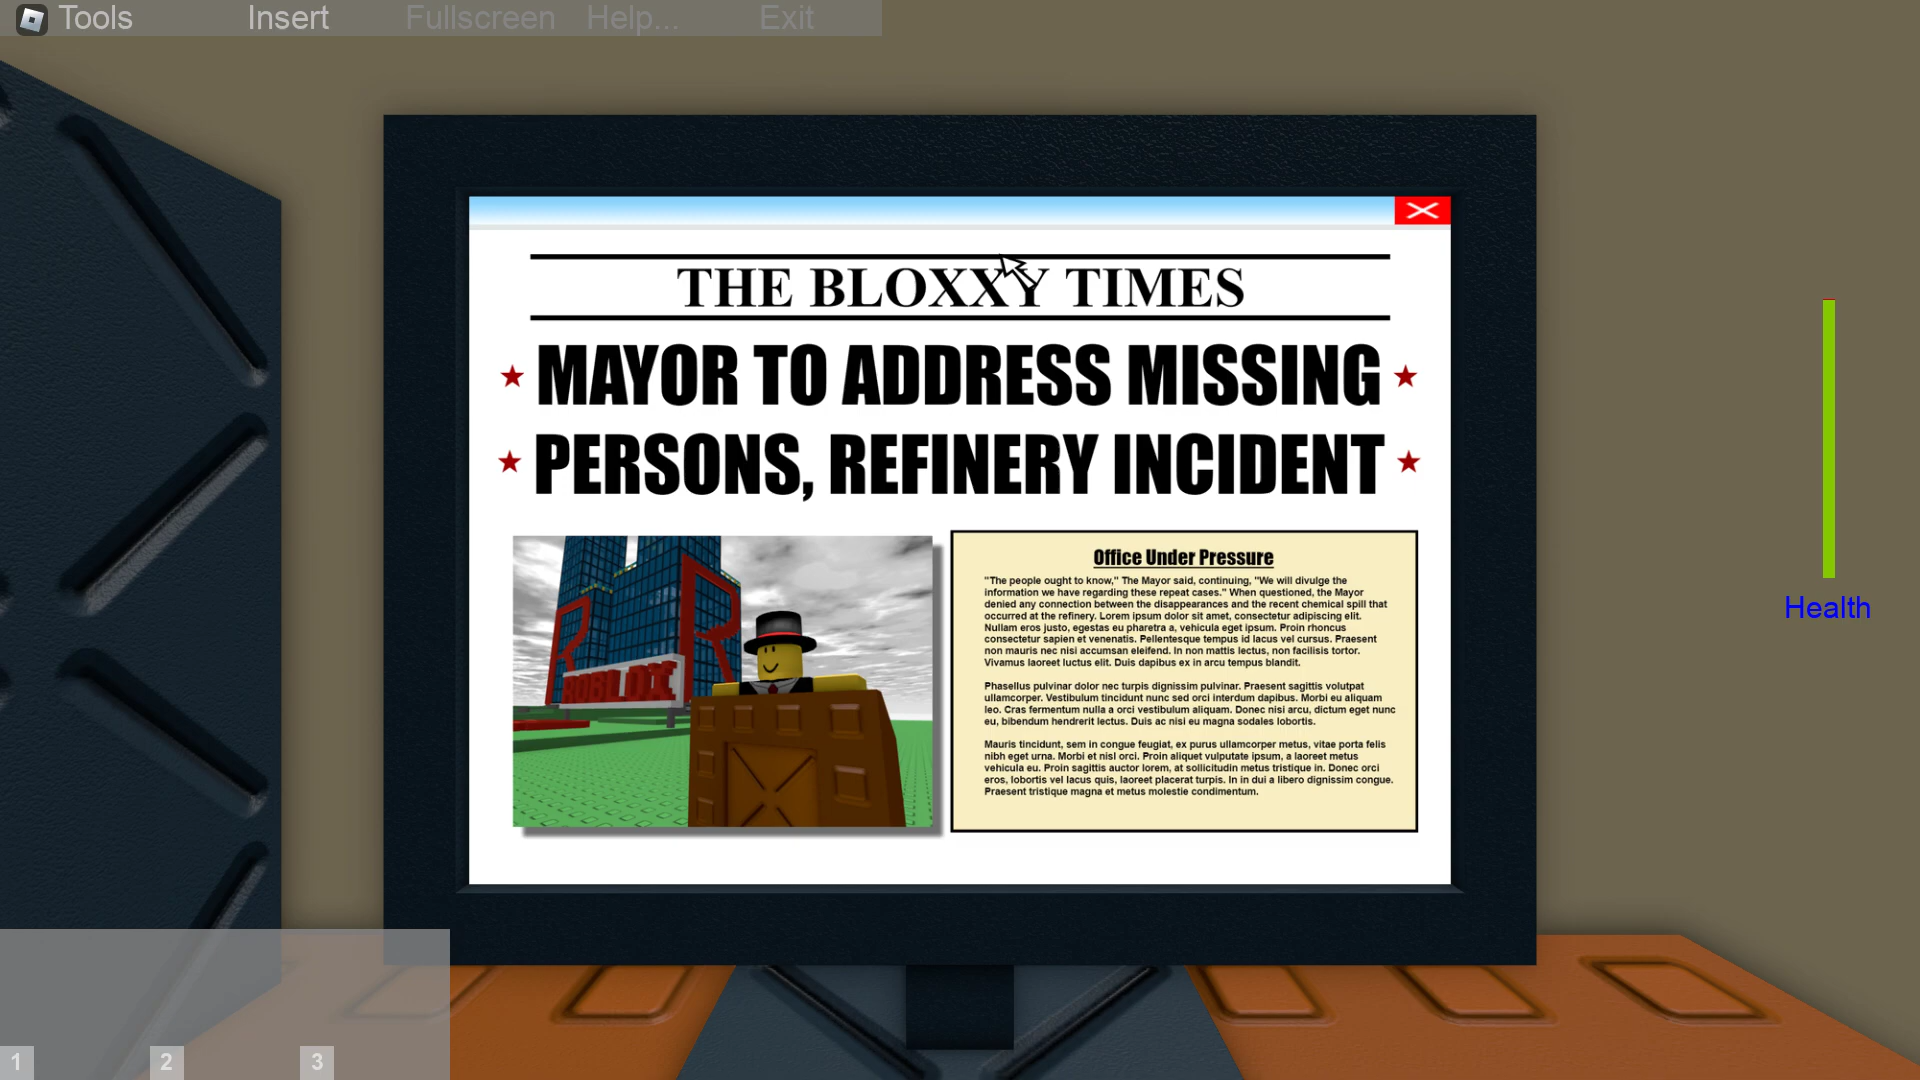 Tools Insert Fullscreen Help... Exit
THE BLOXXY TIMES
MAYOR TO ADDRESS MISSING
PERSONS, REFINERY INCIDENT
ROBLOX
Office Under Pressure
"The people ought to know," The Mayor said, continuing, "We will divulge the
information we have regarding these repeat cases." When questioned, the Mayor
denied any connection between the disappearances and the recent chemical spill that
occurred at the refinery. Lorem ipsum dolor sit amet, consectetur adipiscing elit.
Nullam eros justo, egestas eu pharetra a, vehicula eget ipsum. Proin rhoncus
consectetur sapien et venenatis. Pellentesque tempus id lacus vel cursus. Praesent
non mauris nec nisi accumsan eleifend. In non mattis lectus, non facilisis tortor.
Vivamus laoreet luctus elit. Duis dapibus ex in arcu tempus blandit.
Phasellus pulvinar dolor nec turpis dignissim pulvinar. Praesent sagittis volutpat
ullamcorper. Vestibulum tincidunt nunc sed orci interdum dapibus. Morbi eu aliquam
leo. Cras fermentum nulla a orci vestibulum aliquam. Donec nisi arcu, dictum eget nunc
eu, bibendum hendrerit lectus. Duis ac nisi eu magna sodales lobortis.
Mauris tincidunt, sem in congue feugiat, ex purus ullamcorper metus, vitae porta felis
nibh eget urna. Morbi et nisl orci. Proin aliquet vulputate ipsum, a laoreet metus
vehicula eu. Proin sagittis auctor lorem, at sollicitudin metus tristique in. Donec orci
eros, lobortis vel lacus quis, laoreet placerat turpis. In in dui a libero dignissim congue.
Praesent tristique magna et metus molestie condimentum.
Health
1 2 3